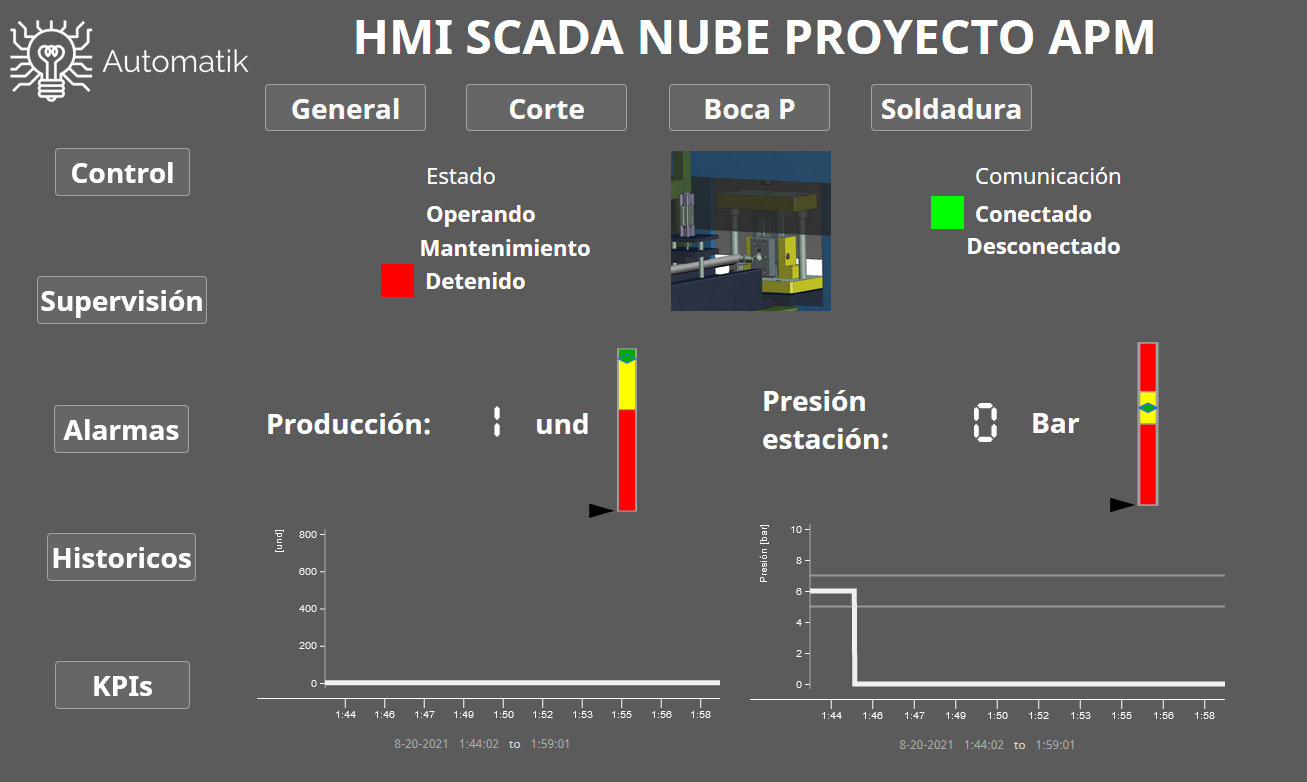 HMI SCADA NUBE PROYECTO APM
Automatik
General
Corte
Boca P
Soldadura
Control
Supervisión
Alarmas
Historicos
KPIs
Estado
Operando
Mantenimiento
Detenido
Comunicación
Conectado
Desconectado
Producción: 1 und
Presión
estación: 0 Bar
[und]
800
600
400
200
0
1:44 1:46 1:47 1:49 1:50 1:52 1:53 1:55 1:56 1:58
8-20-2021 1:44:02 to 1:59:01
Presión [bar]
10
8
6
4
2
0
1:44 1:46 1:47 1:49 1:50 1:52 1:53 1:55 1:56 1:58
8-20-2021 1:44:02 to 1:59:01